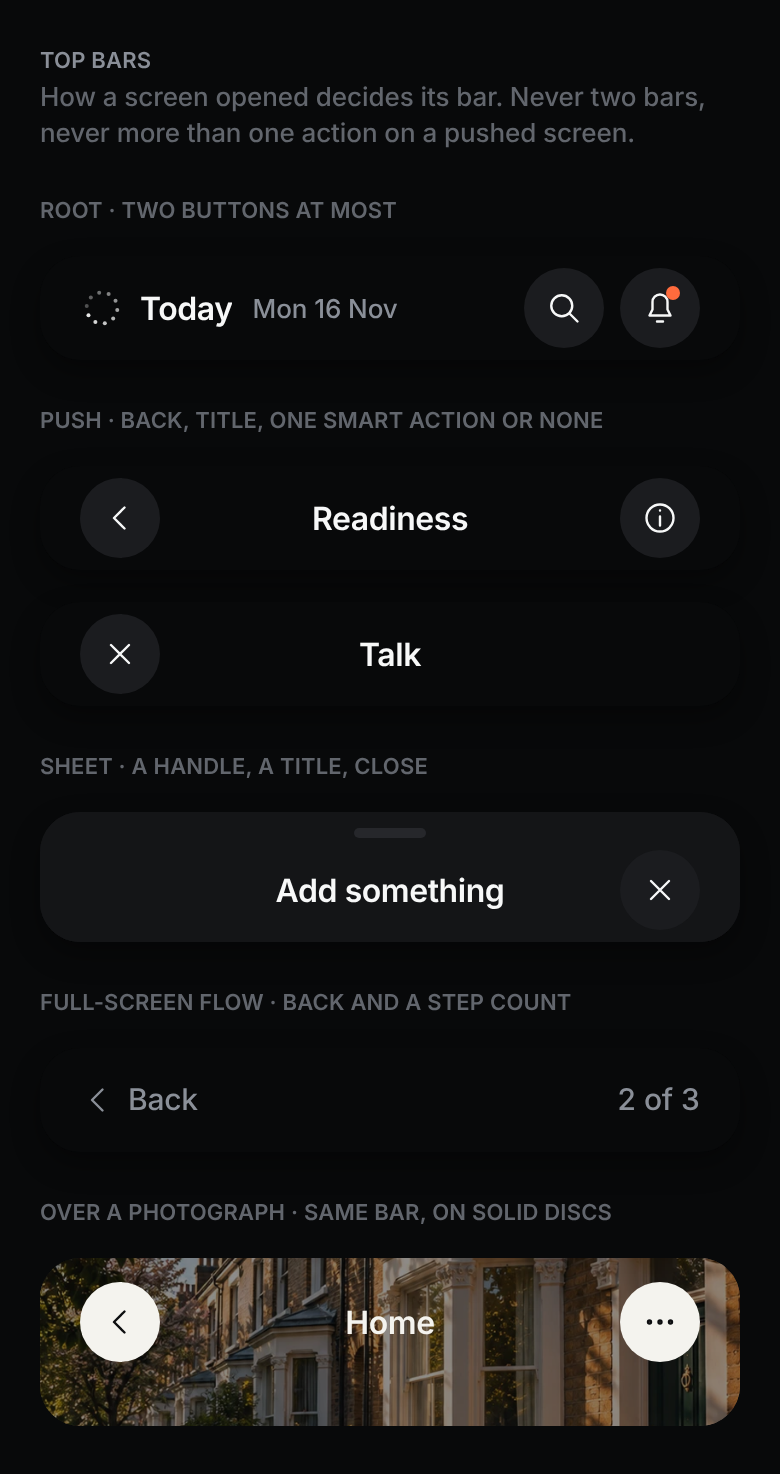 TOP BARS
How a screen opened decides its bar. Never two bars,
never more than one action on a pushed screen.
ROOT · TWO BUTTONS AT MOST
Today Mon 16 Nov
PUSH · BACK, TITLE, ONE SMART ACTION OR NONE
Readiness
Talk
SHEET · A HANDLE, A TITLE, CLOSE
Add something
FULL-SCREEN FLOW · BACK AND A STEP COUNT
Back 2 of 3
OVER A PHOTOGRAPH · SAME BAR, ON SOLID DISCS
Home